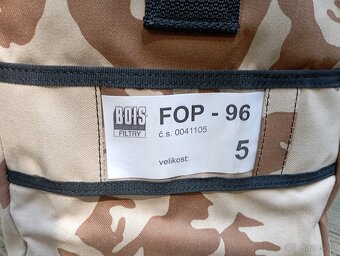 BOIS
FILTRY
FOP - 96
č.s. 0041105
velikost:
5